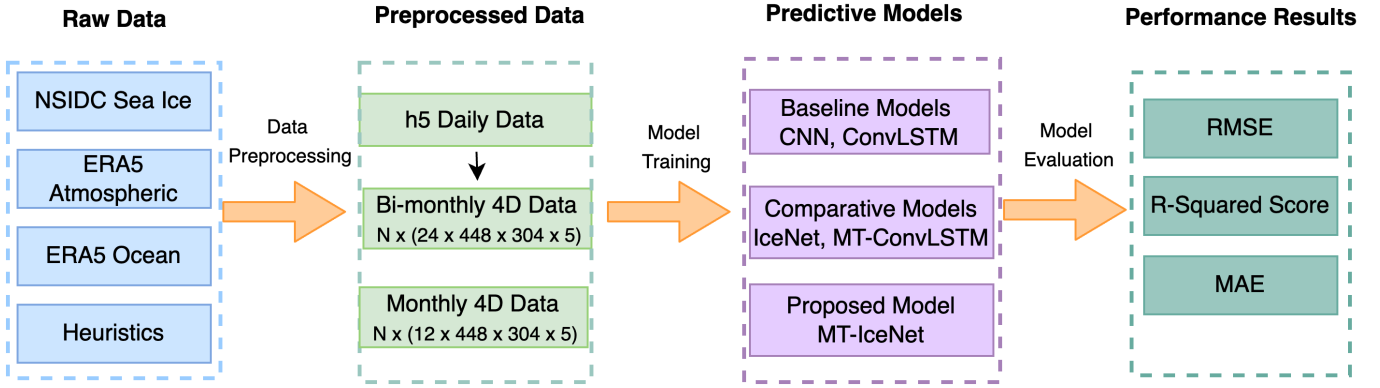 Raw Data
NSIDC Sea Ice
ERA5
Atmospheric
ERA5 Ocean
Heuristics
Data
Preprocessing
Preprocessed Data
h5 Daily Data
Bi-monthly 4D Data
N x (24 x 448 x 304 x 5)
Monthly 4D Data
N x (12 x 448 x 304 x 5)
Model
Training
Predictive Models
Baseline Models
CNN, ConvLSTM
Comparative Models
IceNet, MT-ConvLSTM
Proposed Model
MT-IceNet
Model
Evaluation
Performance Results
RMSE
R-Squared Score
MAE